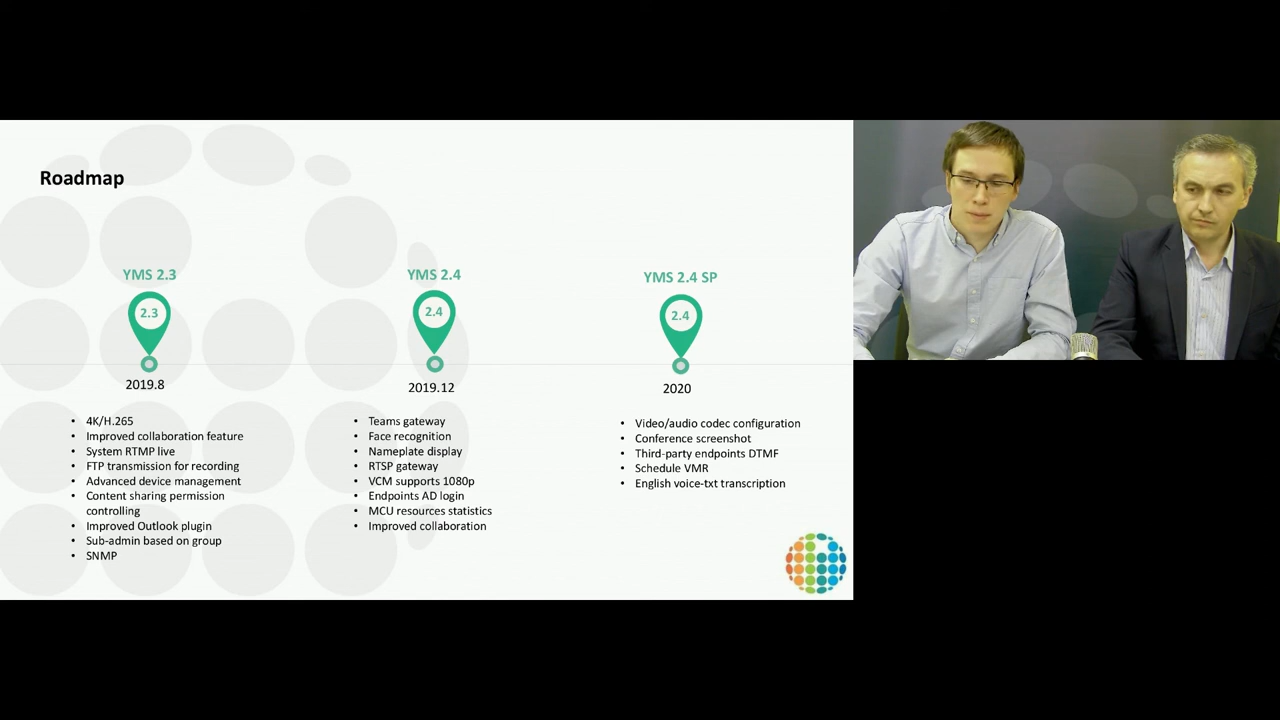 Roadmap
YMS 2.3
2.3
2019.8
• 4K/H.265
• Improved collaboration feature
• System RTMP live
• FTP transmission for recording
• Advanced device management
• Content sharing permission
controlling
• Improved Outlook plugin
• Sub-admin based on group
• SNMP
YMS 2.4
2.4
2019.12
• Teams gateway
• Face recognition
• Nameplate display
• RTSP gateway
• VCM supports 1080p
• Endpoints AD login
• MCU resources statistics
• Improved collaboration
YMS 2.4 SP
2.4
2020
• Video/audio codec configuration
• Conference screenshot
• Third-party endpoints DTMF
• Schedule VMR
• English voice-txt transcription